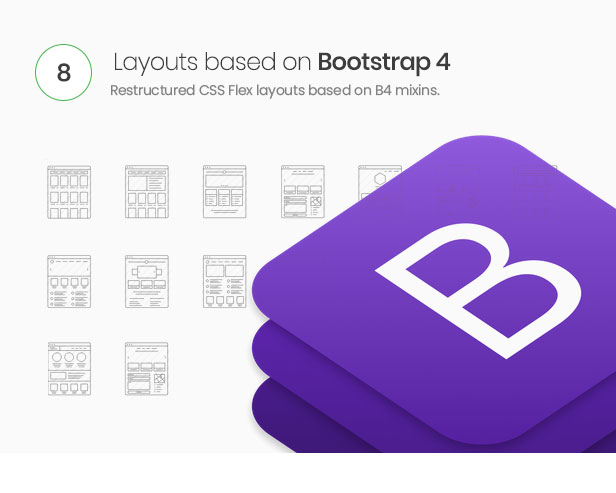 8
Layouts based on Bootstrap 4
Restructured CSS Flex layouts based on B4 mixins.
B